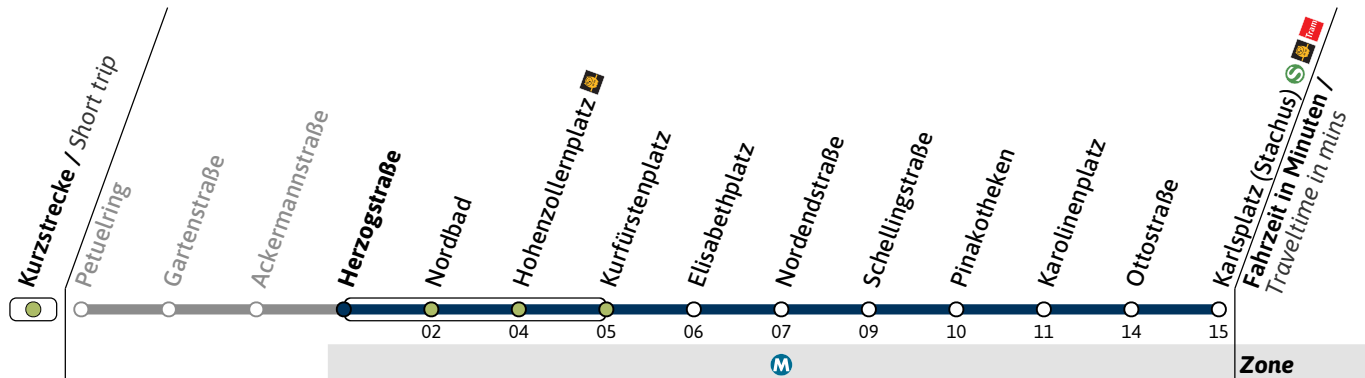 Kurzstrecke / Short trip
Petuelring
Gartenstraße
Ackermannstraße
Herzogstraße
Nordbad
Hohenzollernplatz
Kurfürstenplatz
Elisabethplatz
Nordendstraße
Schellingstraße
Pinakotheken
Karolinenplatz
Ottostraße
Karlsplatz (Stachus) S Tram
Fahrzeit in Minuten /
Traveltime in mins
02 04 05 06 07 09 10 11 14 15
M Zone